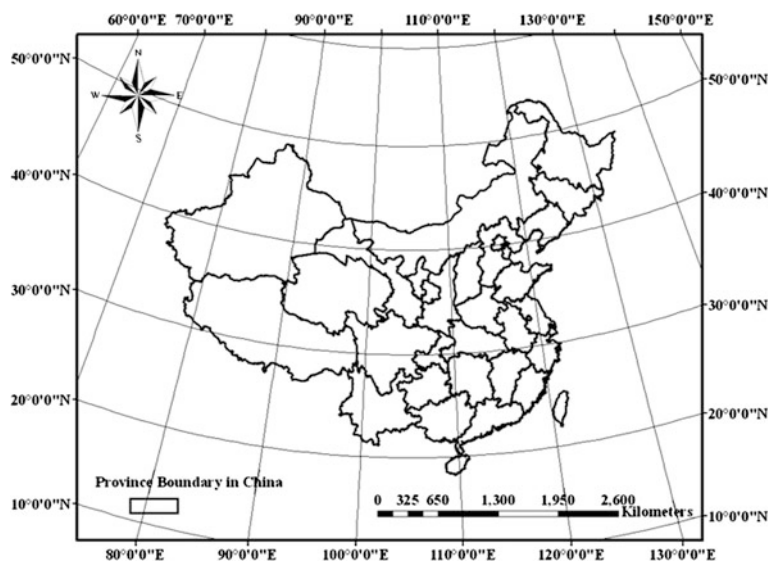 60°0'0"E 70°0'0"E 90°0'0"E 110°0'0"E 130°0'0"E 150°0'0"E
N
W E
S
50°0'0"N 50°0'0"N
40°0'0"N 40°0'0"N
30°0'0"N 30°0'0"N
20°0'0"N 20°0'0"N
10°0'0"N 10°0'0"N
Province Boundary in China
0 325 650 1,300 1,950 2,600
Kilometers
80°0'0"E 90°0'0"E 100°0'0"E 110°0'0"E 120°0'0"E 130°0'0"E